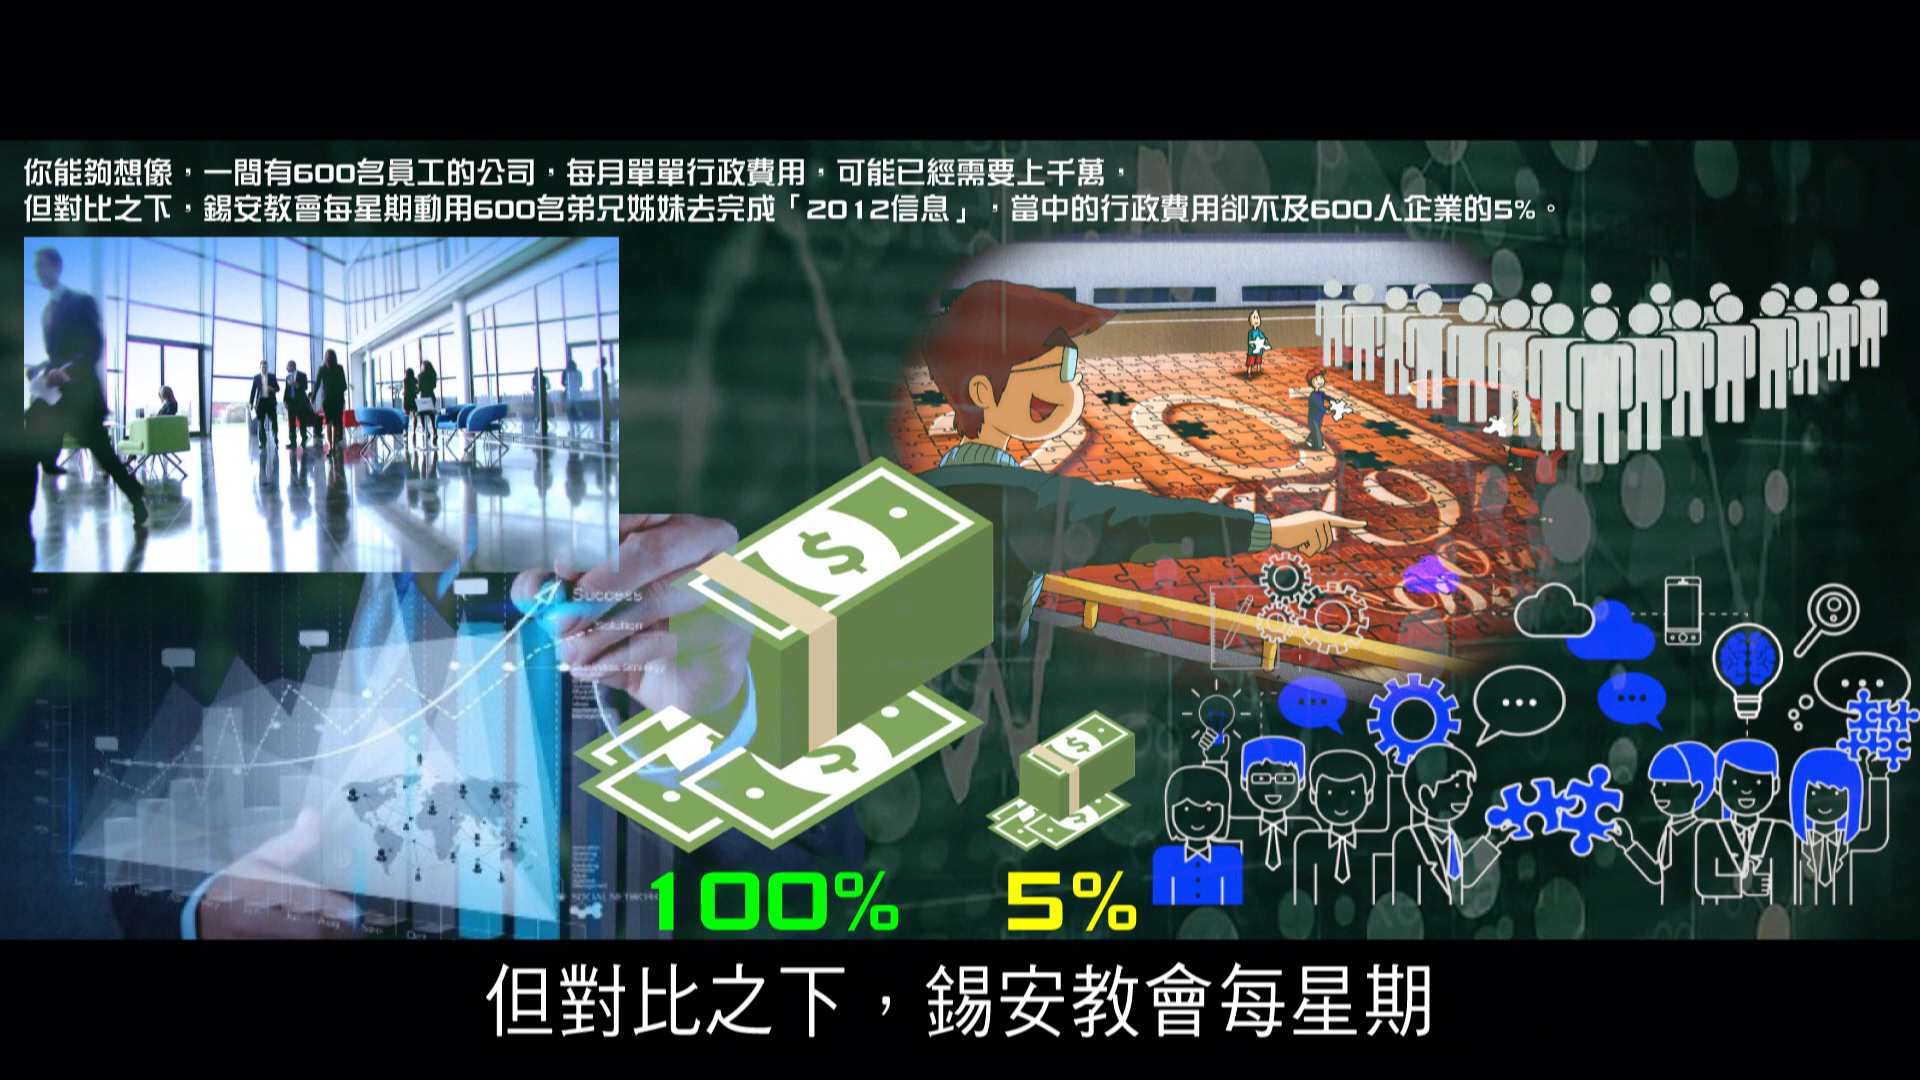 你能夠想像，一間有600名員工的公司，每月單單行政費用，可能已經需要上千萬，
但對比之下，錫安教會每星期動用600名弟兄姊妹去完成「2012信息」，當中的行政費用卻不及600人企業的5%。
Success
Solution
Business Strategy
$
$
100%
5%
但對比之下，錫安教會每星期